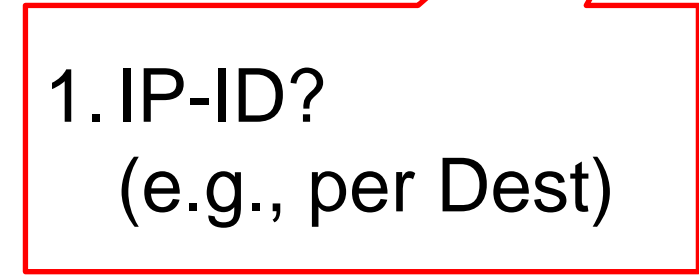 1. IP-ID?
(e.g., per Dest)